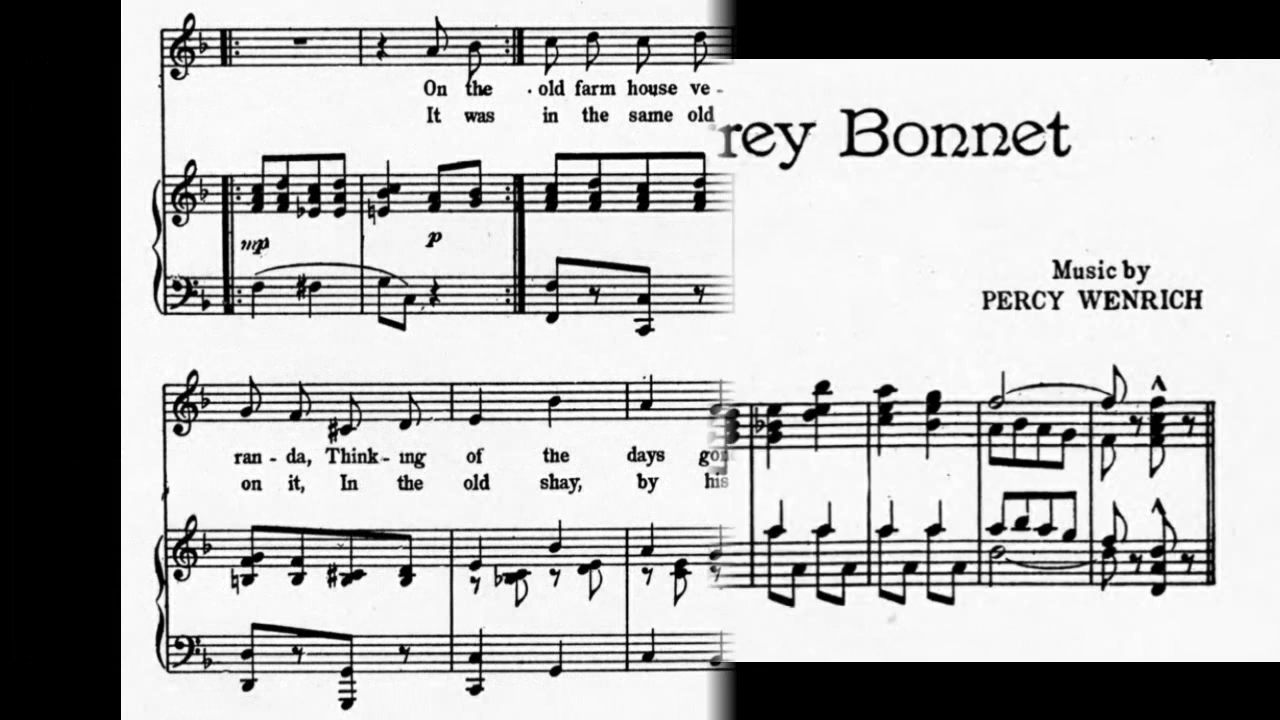 On the old farm house ve-
It was in the same old
mp
p
ran-da, Think-ing of the days
on it, In the old shay, by his
rey Bonnet
Music by
PERCY WENRICH